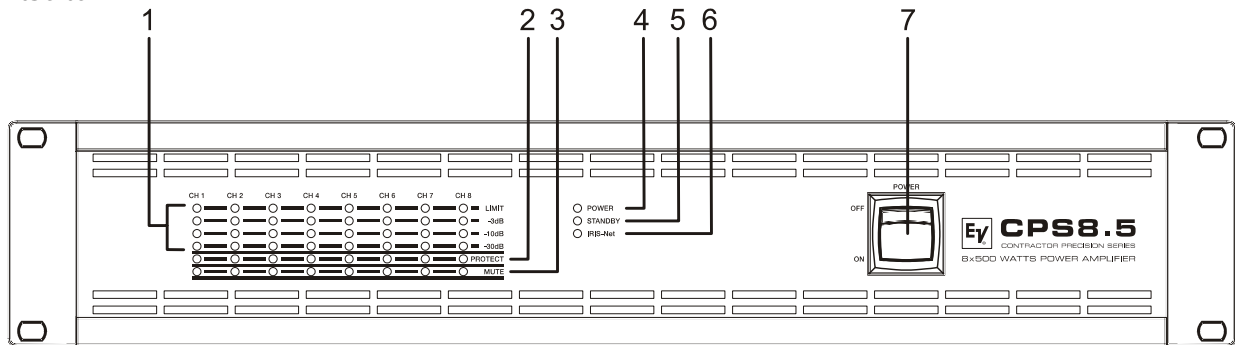 1 2 3 4 5 6 7
POWER
CH 1 CH 2 CH 3 CH 4 CH 5 CH 6 CH 7 CH 8
LIMIT
-3dB
-10dB
-30dB
PROTECT
MUTE
POWER
STANDBY
IRIS-Net
OFF
ON
EV CPS8.5
CONTRACTOR PRECISION SERIES
8×500 WATTS POWER AMPLIFIER